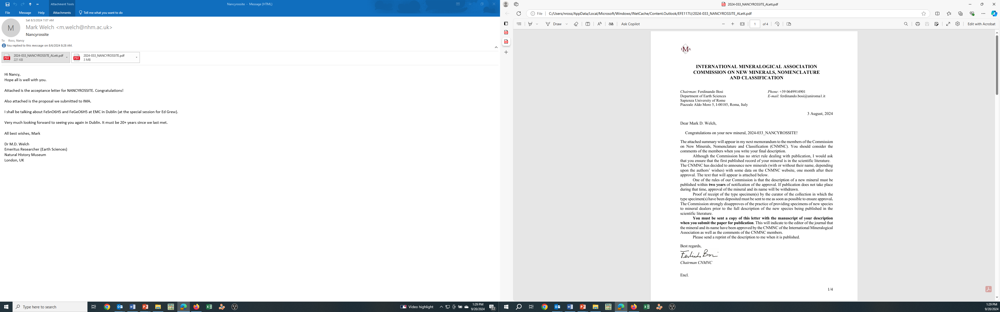 Attachment Tools
Nancyrossite - Message (HTML)
File Message Help Attachments Tell me what you want to do
Sat 8/3/2024 7:07 AM
M
Mark Welch <m.welch@nhm.ac.uk>
Nancyrossite
To Ross, Nancy
You replied to this message on 8/6/2024 8:28 AM.
PDF 2024-033_NANCYROSSITE_ALett.pdf
221 KB
PDF 2024-033_NANCYROSSITE.pdf
3 MB
Hi Nancy,
Hope all is well with you.
Attached is the acceptance letter for NANCYROSSITE. Congratulations!
Also attached is the proposal we submitted to IMA.
I shall be talking about FeSnO6H5 and FeGeO6H5 at EMC in Dublin (at the special session for Ed Grew).
Very much looking forward to seeing you again in Dublin. It must be 20+ years since we last met.
All best wishes, Mark
Dr M.D. Welch
Emeritus Researcher (Earth Sciences)
Natural History Museum
London, UK
Type here to search
Video highlight
1:29 PM
9/20/2024
22
2024-033_NANCYROSSITE_ALett.pdf
File C:/Users/nross/AppData/Local/Microsoft/Windows/INetCache/Content.Outlook/EFE117IJ/2024-033_NANCYROSSITE_ALett.pdf
Draw Ask Copilot 1 of 4 Edit with Acrobat
IMA
INTERNATIONAL MINERALOGICAL ASSOCIATION
COMMISSION ON NEW MINERALS, NOMENCLATURE
AND CLASSIFICATION
Chairman: Ferdinando Bosi Phone: +39 0649914901
Department of Earth Sciences E-mail: ferdinando.bosi@uniroma1.it
Sapienza University of Rome
Piazzale Aldo Moro 5, I-00185, Roma, Italy
3 August, 2024
Dear Mark D. Welch,
Congratulations on your new mineral, 2024-033_NANCYROSSITE!
The attached summary will appear in my next memorandum to the members of the Commission
on New Minerals, Nomenclature and Classification (CNMNC). You should consider the
comments of the members when you write your final description.
Although the Commission has no strict rule dealing with publication, I would ask
that you ensure that the first published record of your mineral is in the scientific literature.
The CNMNC has decided to announce new minerals (with or without their name, depending
upon the authors’ wishes) with some data on the CNMNC website, one month after their
approval. The text that will appear is attached below.
One of the rules of our Commission is that the description of a new mineral must be
published within two years of notification of the approval. If publication does not take place
during that time, approval of the mineral and its name will be withdrawn.
Proof of receipt of the type specimen(s) by the curator of the collection in which the
type specimen(s) have been deposited must be sent to me as soon as possible to ensure approval.
The Commission strongly disapproves of the practice of providing specimens of new species
to mineral dealers prior to the full description of the new species being published in the
scientific literature.
You must be sent a copy of this letter with the manuscript of your description
when you submit the paper for publication. This will indicate to the editor of the journal that
the mineral and its name have been approved by the CNMNC of the International Mineralogical
Association as well as the comments of the CNMNC members.
Please send a reprint of the description to me when it is published.
Best regards,
Chairman CNMNC
Encl.
1/4
1:29 PM
9/20/2024